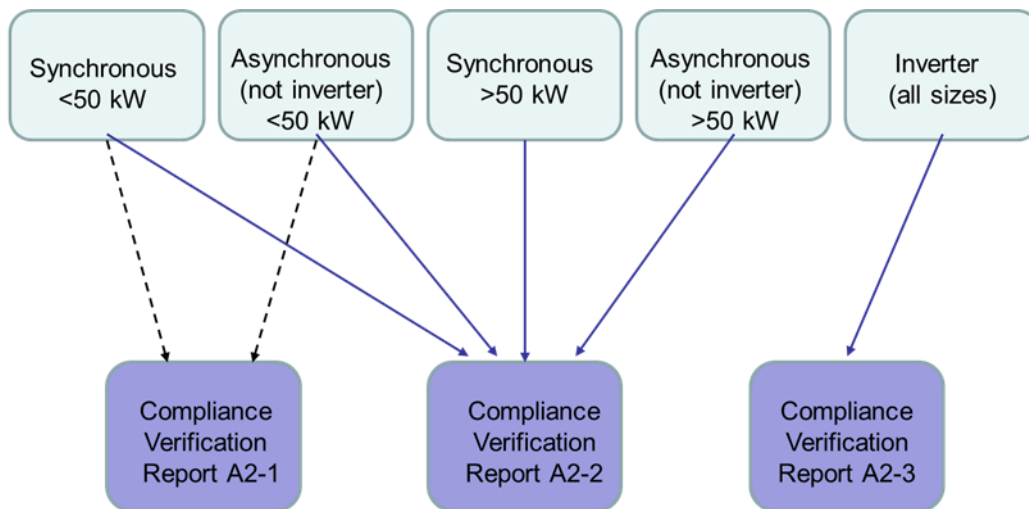 Synchronous
<50 kW
Asynchronous
(not inverter)
<50 kW
Synchronous
>50 kW
Asynchronous
(not inverter)
>50 kW
Inverter
(all sizes)
Compliance
Verification
Report A2-1
Compliance
Verification
Report A2-2
Compliance
Verification
Report A2-3